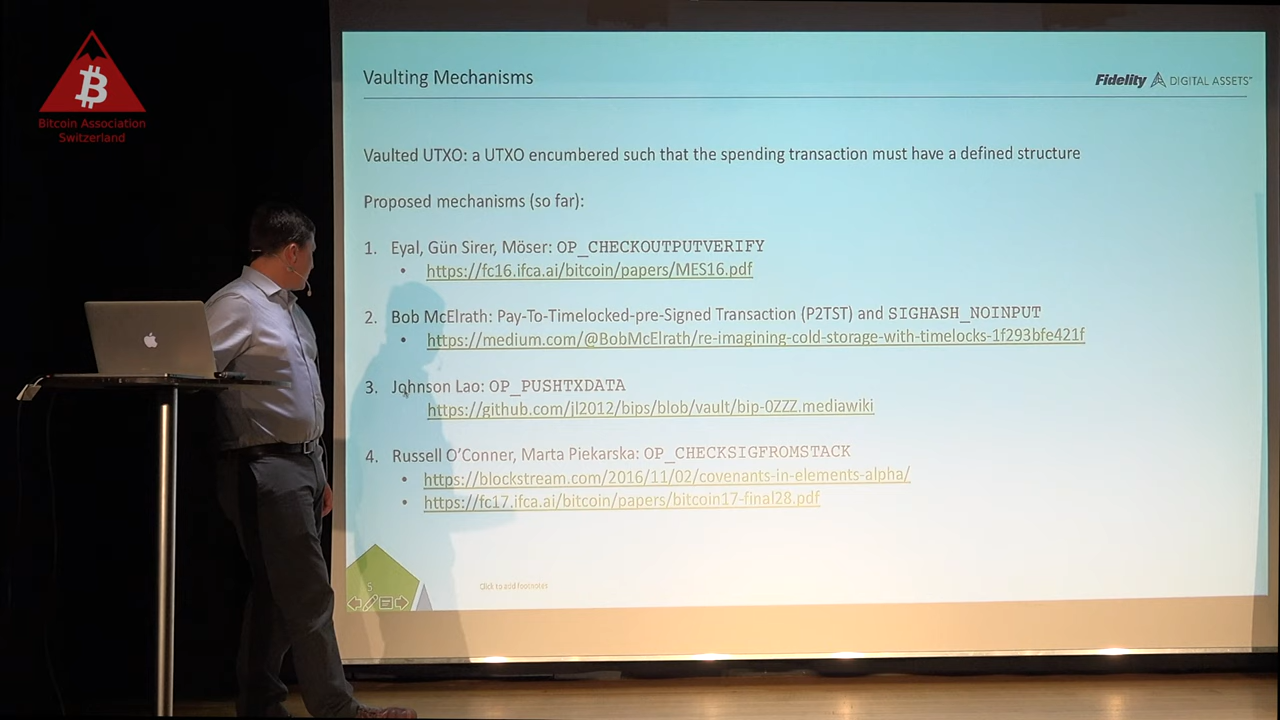 Bitcoin Association
Switzerland
Vaulting Mechanisms
Fidelity DIGITAL ASSETS℠
Vaulted UTXO: a UTXO encumbered such that the spending transaction must have a defined structure
Proposed mechanisms (so far):
1. Eyal, Gün Sirer, Möser: OP_CHECKOUTPUTVERIFY
• https://fc16.ifca.ai/bitcoin/papers/MES16.pdf
2. Bob McElrath: Pay-To-Timelocked-pre-Signed Transaction (P2TST) and SIGHASH_NOINPUT
• https://medium.com/@BobMcElrath/re-imagining-cold-storage-with-timelocks-1f293bfe421f
3. Johnson Lao: OP_PUSHTXDATA
https://github.com/jl2012/bips/blob/vault/bip-0ZZZ.mediawiki
4. Russell O'Conner, Marta Piekarska: OP_CHECKSIGFROMSTACK
• https://blockstream.com/2016/11/02/covenants-in-elements-alpha/
• https://fc17.ifca.ai/bitcoin/papers/bitcoin17-final28.pdf
5
Click to add footnotes